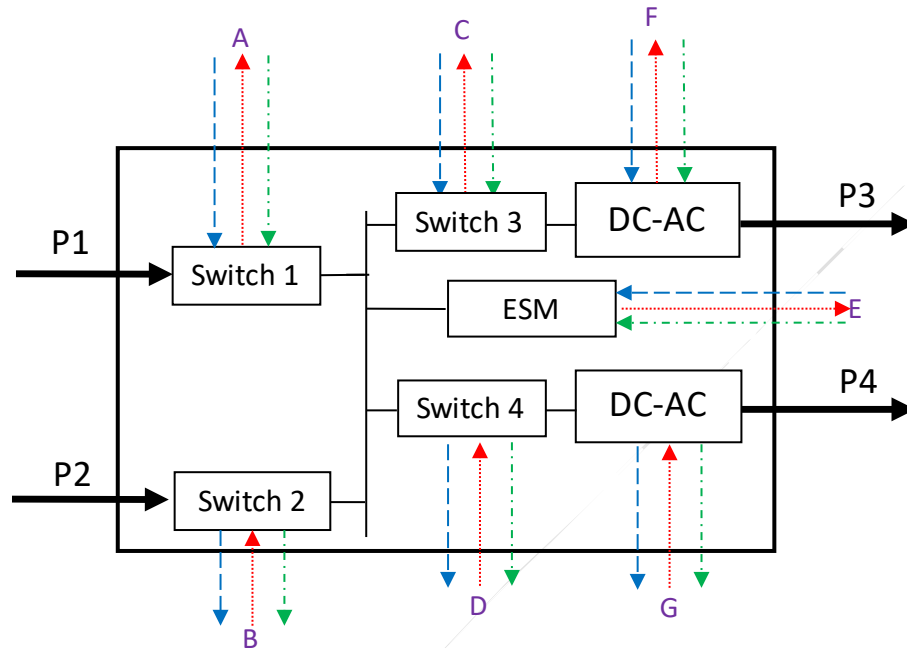 A
C
F
P1
Switch 1
Switch 3
DC-AC
P3
ESM
E
P2
Switch 2
Switch 4
DC-AC
P4
B
D
G